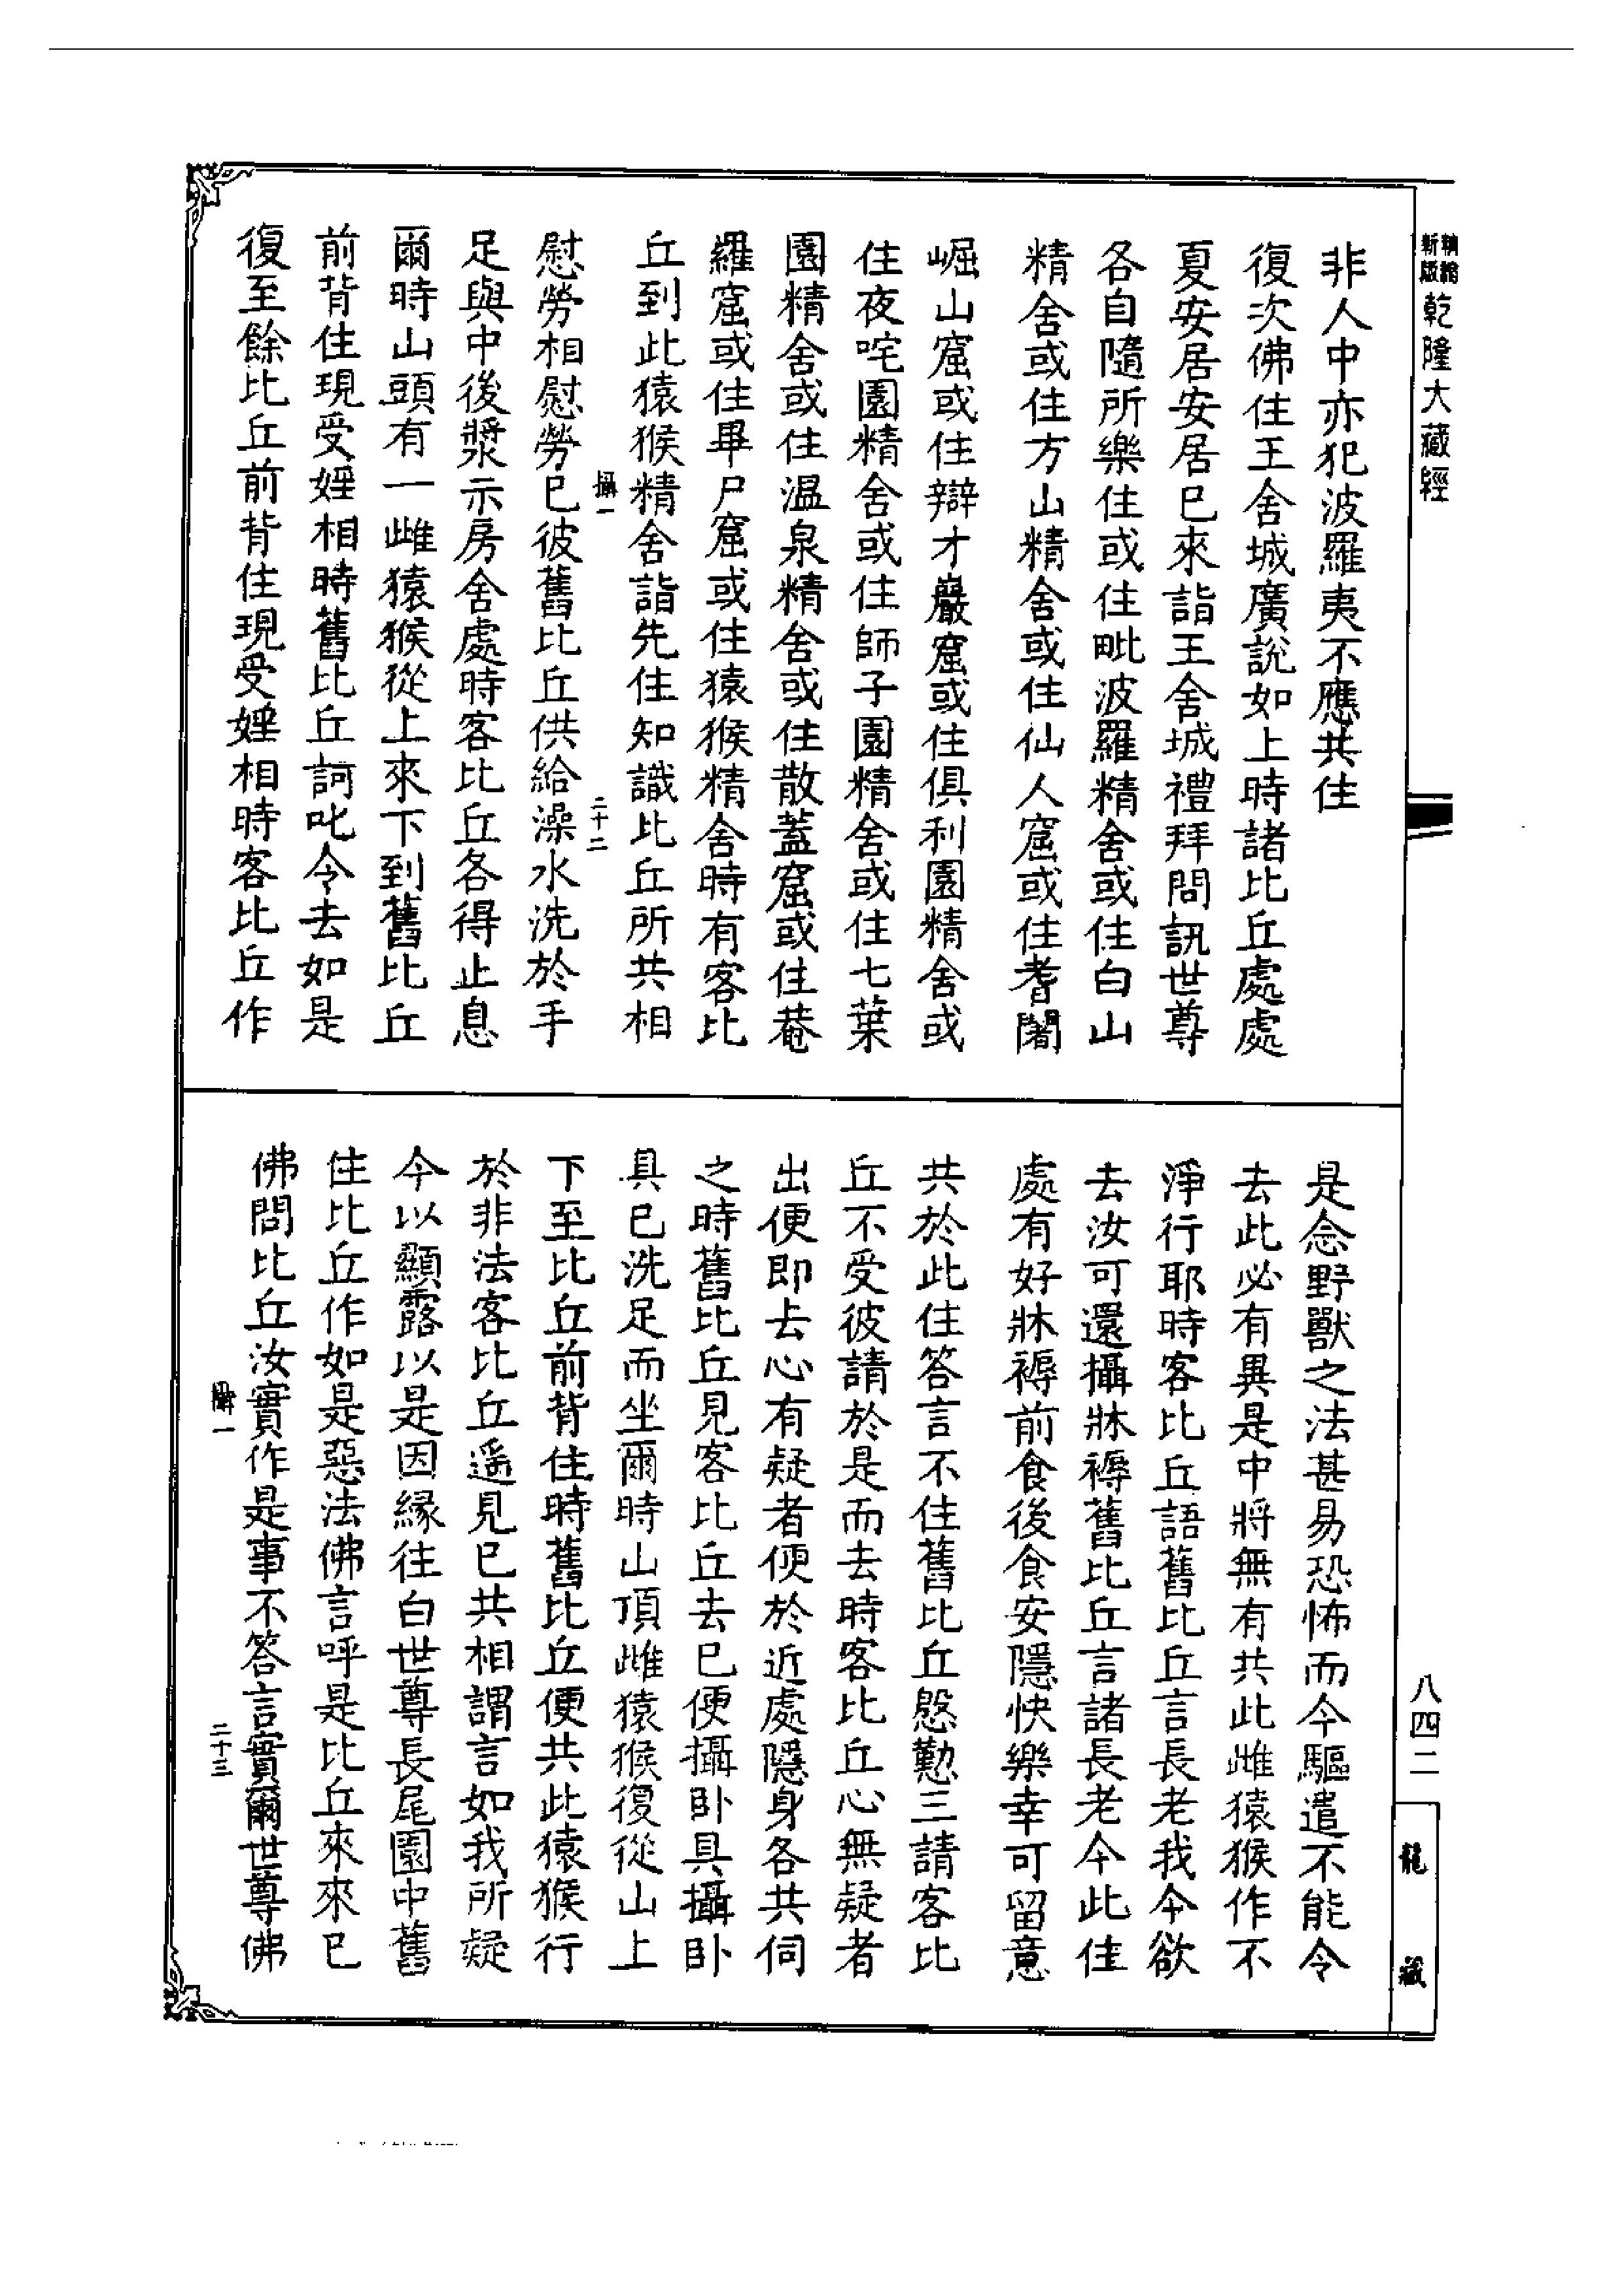 新縮
新版
乾隆大藏經
非人中亦犯波羅夷不應共住
復次佛住王舍城廣說如上時諸比丘處處
夏安居安居已來詣王舍城禮拜問訊世尊
各自隨所樂住或住毗波羅精舍或住白山
精舍或住方山精舍或住仙人窟或住耆闍
崛山窟或住辯才巖窟或住俱利園精舍或
住夜咤園精舍或住師子園精舍或住七葉
園精舍或住溫泉精舍或住散蓋窟或住菴
羅窟或住卑尸窟或住猿猴精舍時有客比
丘到此猿猴精舍詣先住知識比丘所共相
攝一
二十二
慰勞相慰勞已彼舊比丘供給澡水洗於手
足與中後漿示房舍處時客比丘各得止息
爾時山頭有一雌猿猴從上來下到舊比丘
前背住現受婬相時舊比丘訶叱令去如是
復至餘比丘前背住現受婬相時客比丘作
是念野獸之法甚易恐怖而今驅遣不能令
去此必有異是中將無有共此雌猿猴作不
淨行耶時客比丘語舊比丘言長老我今欲
去汝可還攝牀褥舊比丘言諸長老今此住
處有好牀褥前食後食安隱快樂幸可留意
共於此住答言不住舊比丘慇懃三請客比
丘不受彼請於是而去時客比丘心無疑者
出便即去心有疑者便於近處隱身各共伺
之時舊比丘見客比丘去已便攝卧具攝卧
具已洗足而坐爾時山頂雌猿猴復從山上
下至比丘前背住時舊比丘便共此猿猴行
於非法客比丘遙見已共相謂言如我所疑
今以顯露以是因緣往白世尊長尾園中舊
住比丘作如是惡法佛言呼是比丘來來已
佛問比丘汝實作是事不答言實爾世尊佛
攝一
二十三
八四二
龍藏